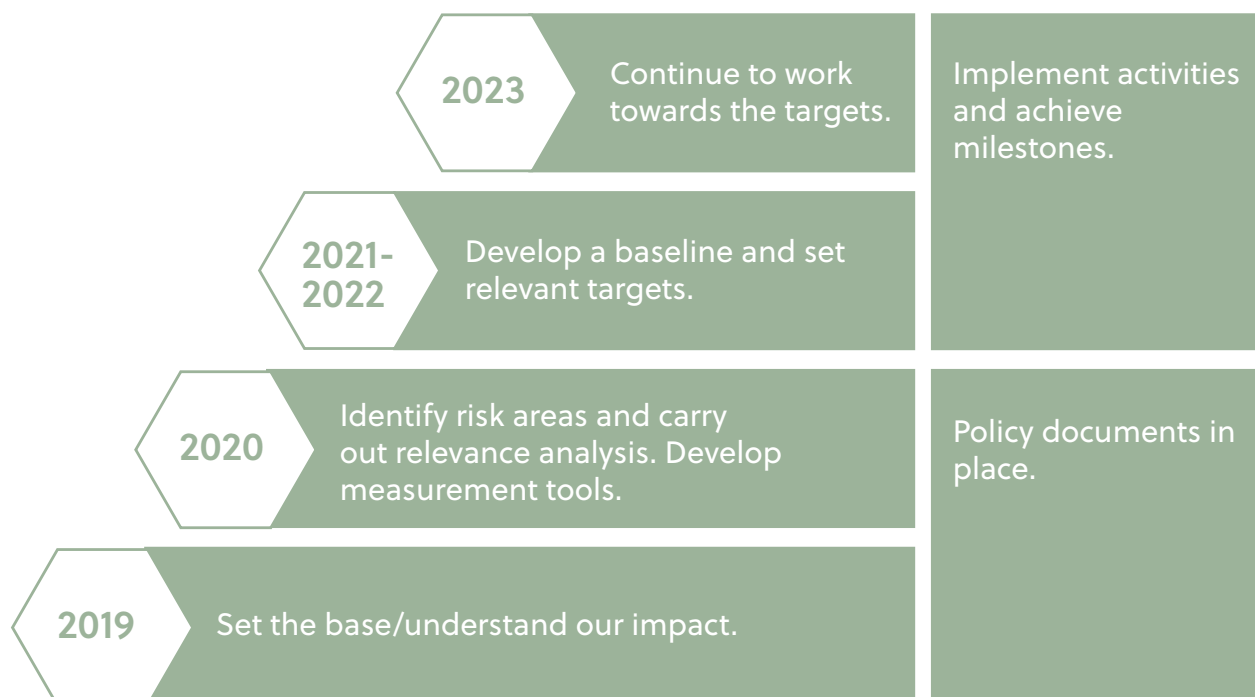 2023
Continue to work
towards the targets.
Implement activities
and achieve
milestones.
2021-
2022
Develop a baseline and set
relevant targets.
2020
Identify risk areas and carry
out relevance analysis. Develop
measurement tools.
Policy documents in
place.
2019
Set the base/understand our impact.